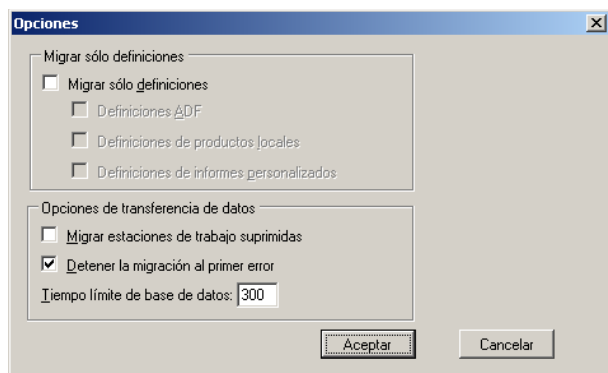 Opciones
Migrar sólo definiciones
Migrar sólo definiciones
Definiciones ADF
Definiciones de productos locales
Definiciones de informes personalizados
Opciones de transferencia de datos
Migrar estaciones de trabajo suprimidas
Detener la migración al primer error
Tiempo límite de base de datos: 300
Aceptar Cancelar